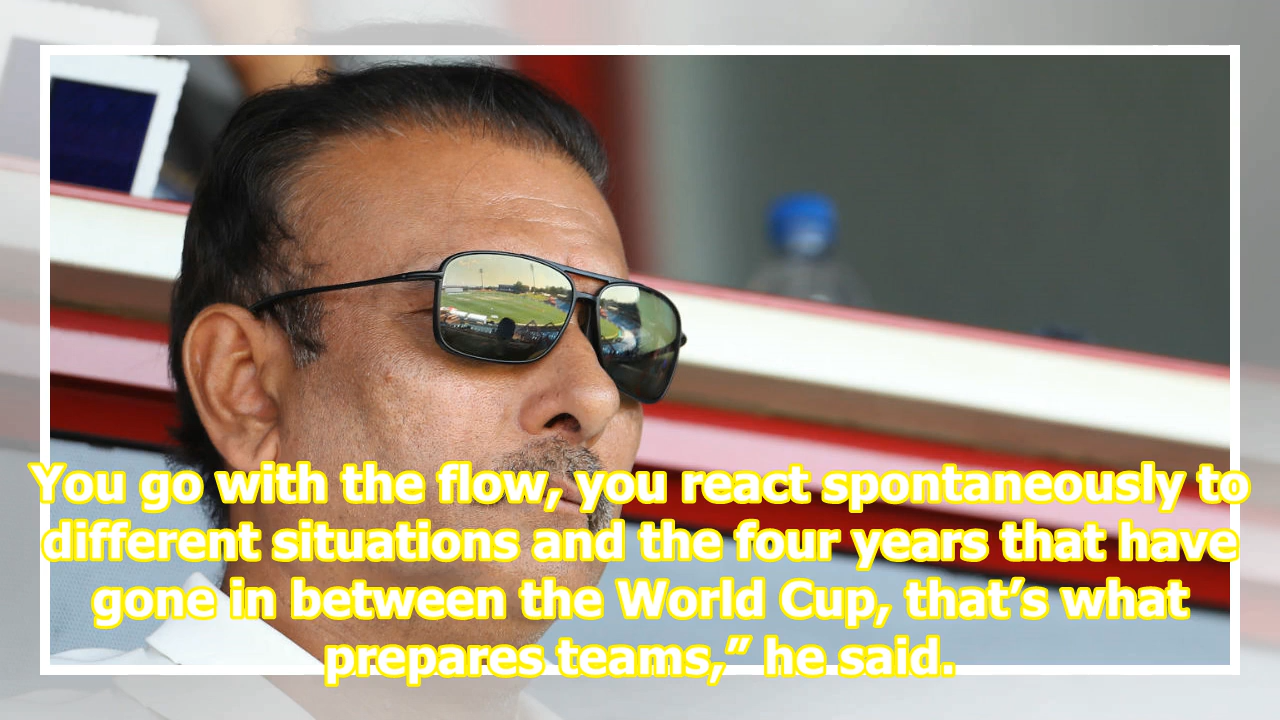 You go with the flow, you react spontaneously to
different situations and the four years that have
gone in between the World Cup, that’s what
prepares teams,” he said.